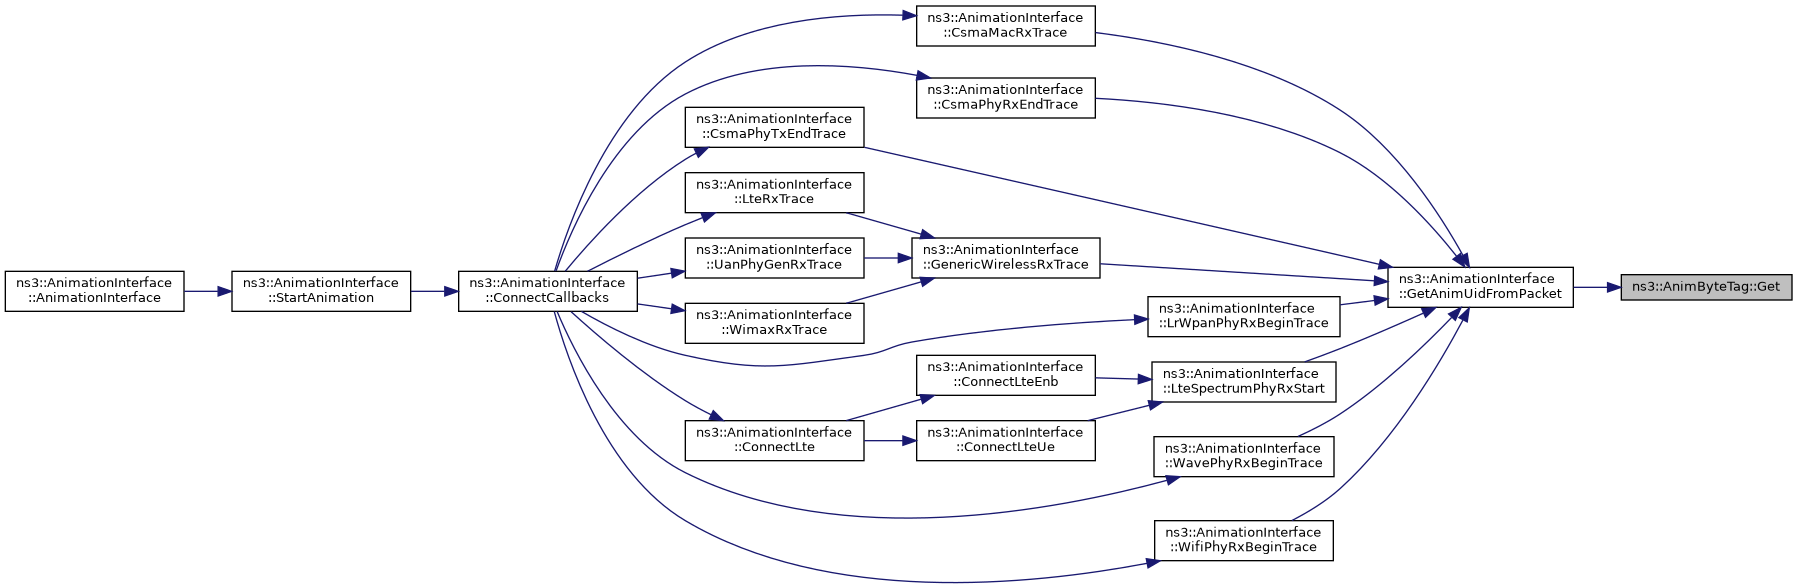 ns3::AnimationInterface
::AnimationInterface
ns3::AnimationInterface
::StartAnimation
ns3::AnimationInterface
::ConnectCallbacks
ns3::AnimationInterface
::CsmaMacRxTrace
ns3::AnimationInterface
::CsmaPhyRxEndTrace
ns3::AnimationInterface
::CsmaPhyTxEndTrace
ns3::AnimationInterface
::LteRxTrace
ns3::AnimationInterface
::UanPhyGenRxTrace
ns3::AnimationInterface
::WimaxRxTrace
ns3::AnimationInterface
::GenericWirelessRxTrace
ns3::AnimationInterface
::LrWpanPhyRxBeginTrace
ns3::AnimationInterface
::ConnectLteEnb
ns3::AnimationInterface
::LteSpectrumPhyRxStart
ns3::AnimationInterface
::ConnectLte
ns3::AnimationInterface
::ConnectLteUe
ns3::AnimationInterface
::WavePhyRxBeginTrace
ns3::AnimationInterface
::WifiPhyRxBeginTrace
ns3::AnimationInterface
::GetAnimUidFromPacket
ns3::AnimByteTag::Get